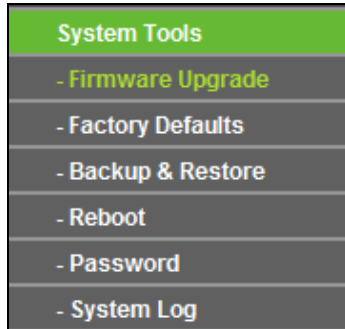 System Tools
- Firmware Upgrade
- Factory Defaults
- Backup & Restore
- Reboot
- Password
- System Log